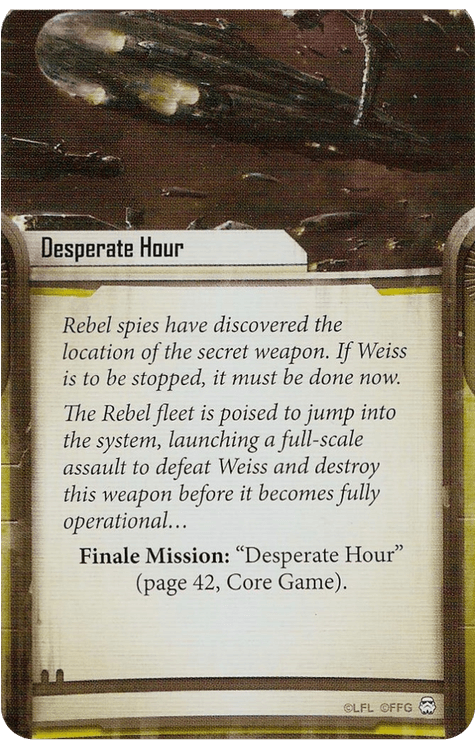 Desperate Hour
Rebel spies have discovered the
location of the secret weapon. If Weiss
is to be stopped, it must be done now.
The Rebel fleet is poised to jump into
the system, launching a full-scale
assault to defeat Weiss and destroy
this weapon before it becomes fully
operational…
Finale Mission: “Desperate Hour”
(page 42, Core Game).
©LFL ©FFG